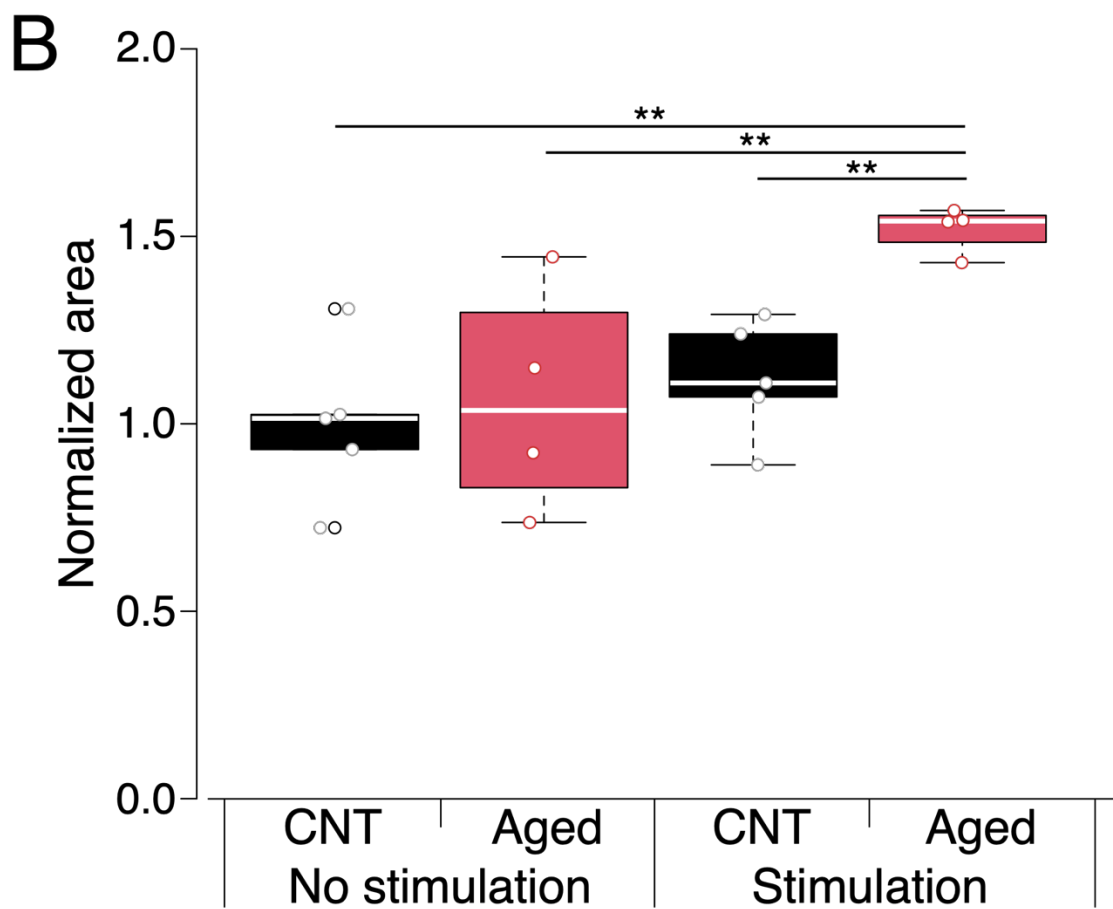 B
2.0
**
**
**
1.5
1.0
0.5
0.0
Normalized area
CNT Aged CNT Aged
No stimulation Stimulation